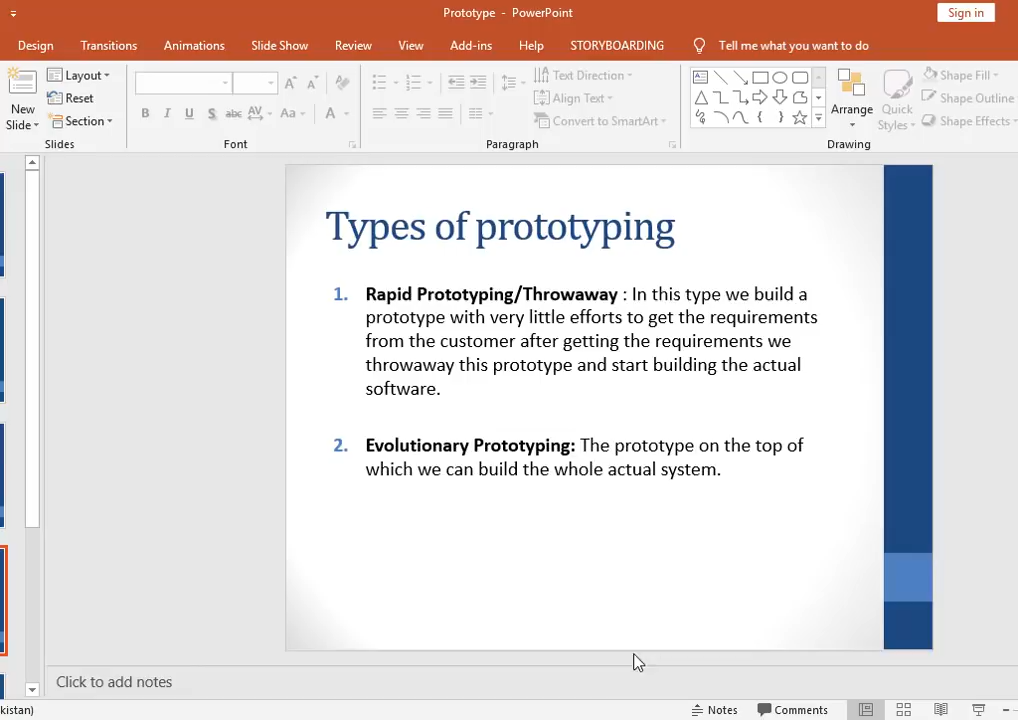 Prototype - PowerPoint
Sign in
Design Transitions Animations Slide Show Review View Add-ins Help STORYBOARDING Tell me what you want to do
New Slide
Layout
Reset
Section
Slides
B I U S abc AV Aa A
Font
Text Direction
Align Text
Convert to SmartArt
Paragraph
Arrange
Quick Styles
Shape Fill
Shape Outline
Shape Effects
Drawing
Types of prototyping
1. Rapid Prototyping/Throwaway : In this type we build a
prototype with very little efforts to get the requirements
from the customer after getting the requirements we
throwaway this prototype and start building the actual
software.
2. Evolutionary Prototyping: The prototype on the top of
which we can build the whole actual system.
Click to add notes
kistan)
Notes Comments